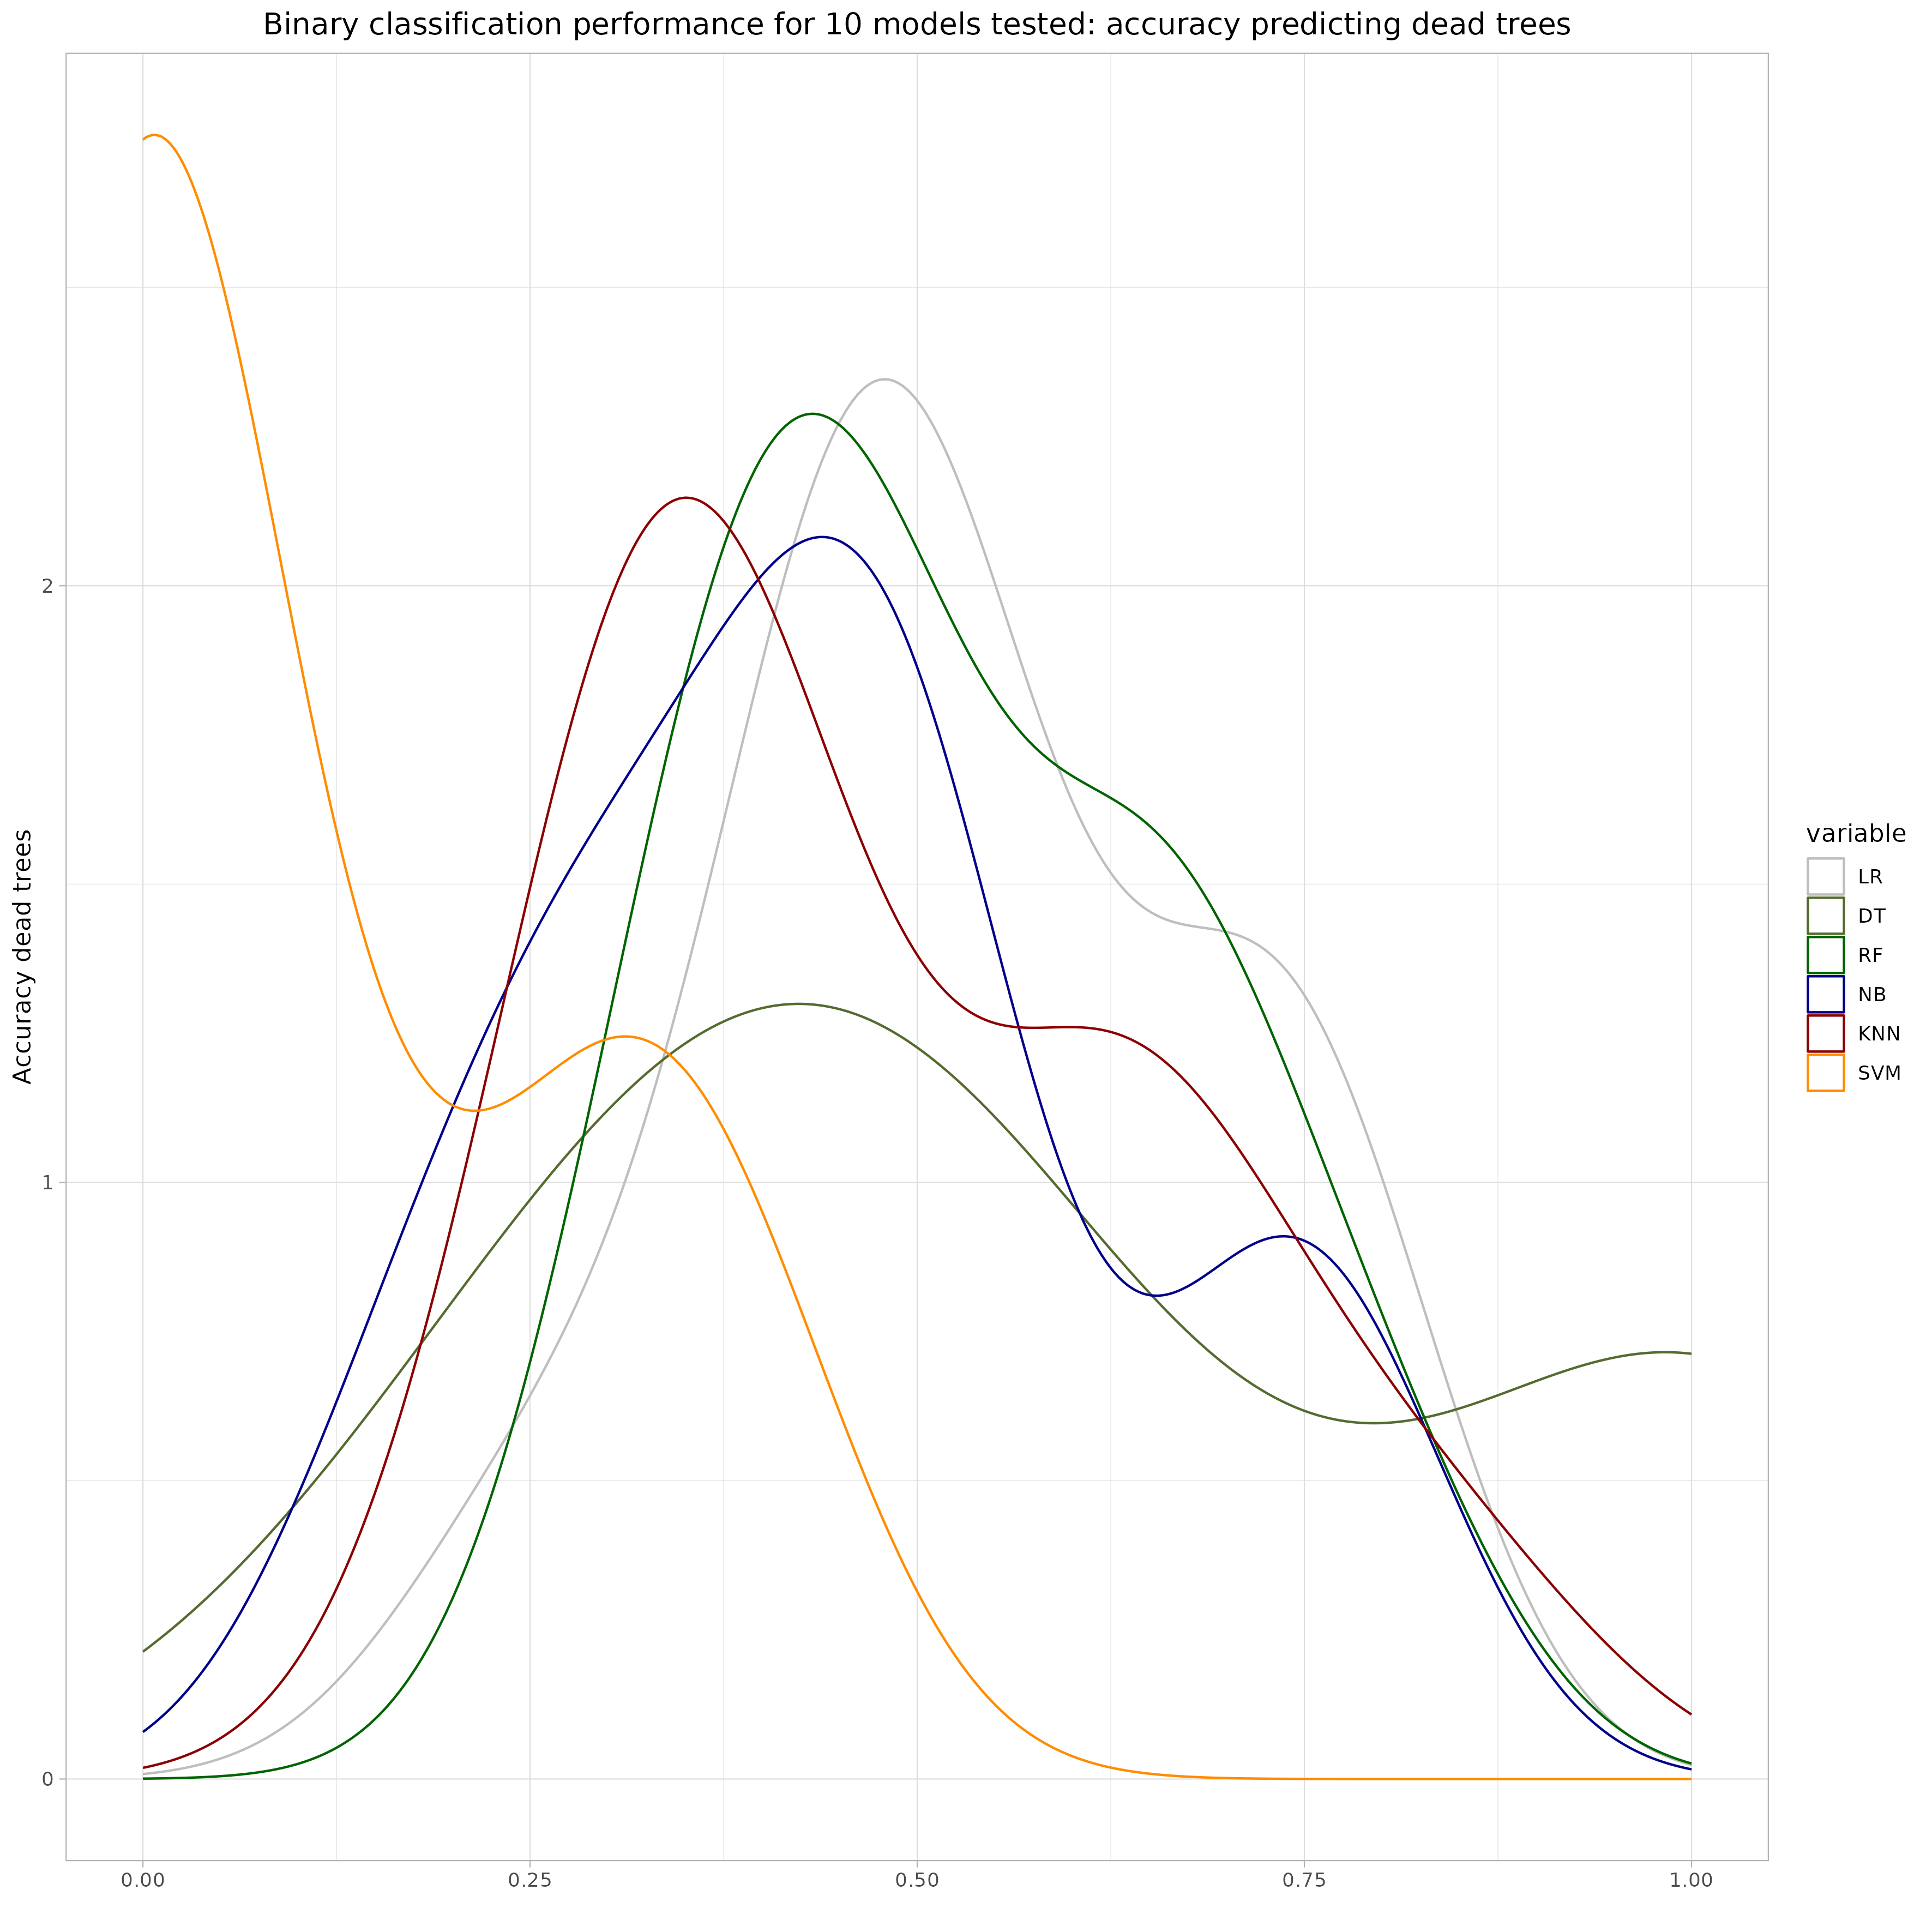 Binary classification performance for 10 models tested: accuracy predicting dead trees
Accuracy dead trees
2
1
0
0.00
0.25
0.50
0.75
1.00
variable
LR
DT
RF
NB
KNN
SVM